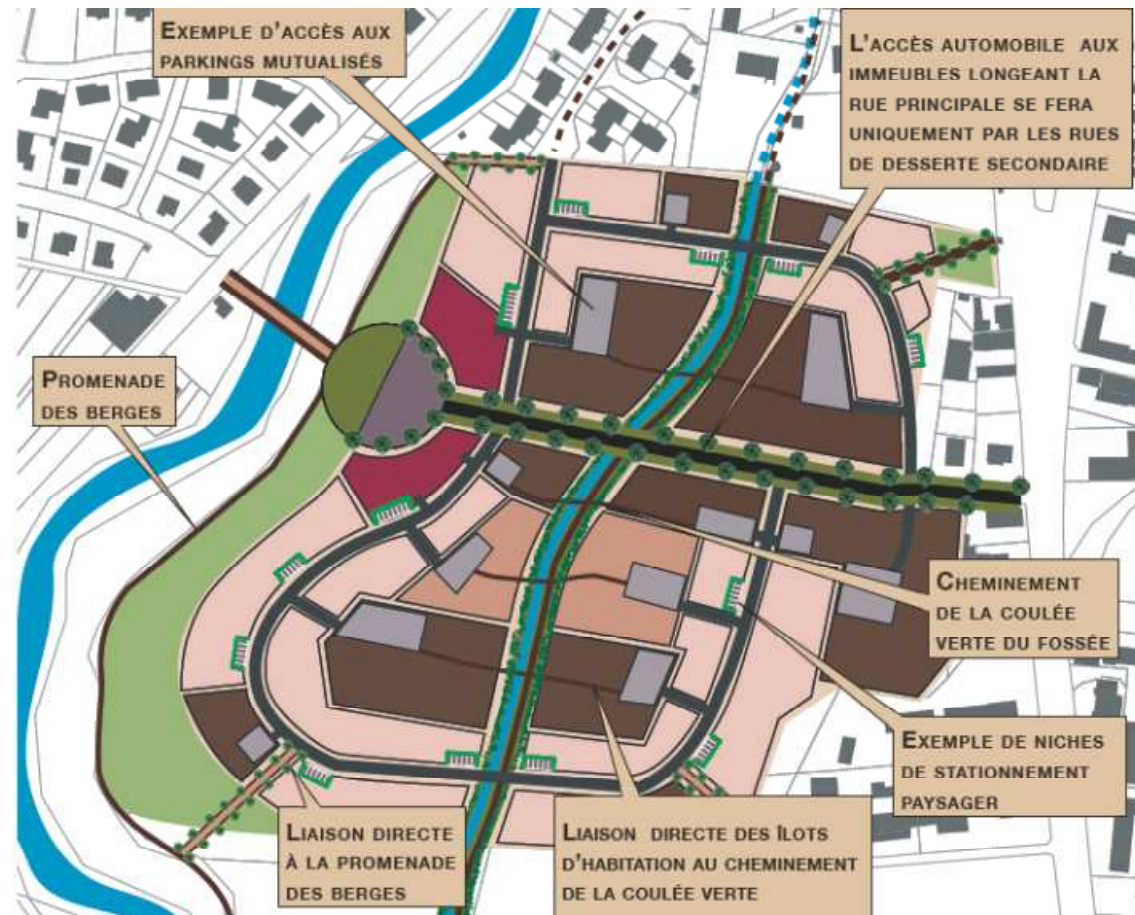 Exemple d'accès aux
parkings mutualisés
L'accès automobile aux
immeubles longeant la
rue principale se fera
uniquement par les rues
de desserte secondaire
Promenade
des berges
Cheminement
de la coulée
verte du fossée
Exemple de niches
de stationnement
paysager
Liaison directe
à la promenade
des berges
Liaison directe des îlots
d'habitation au cheminement
de la coulée verte